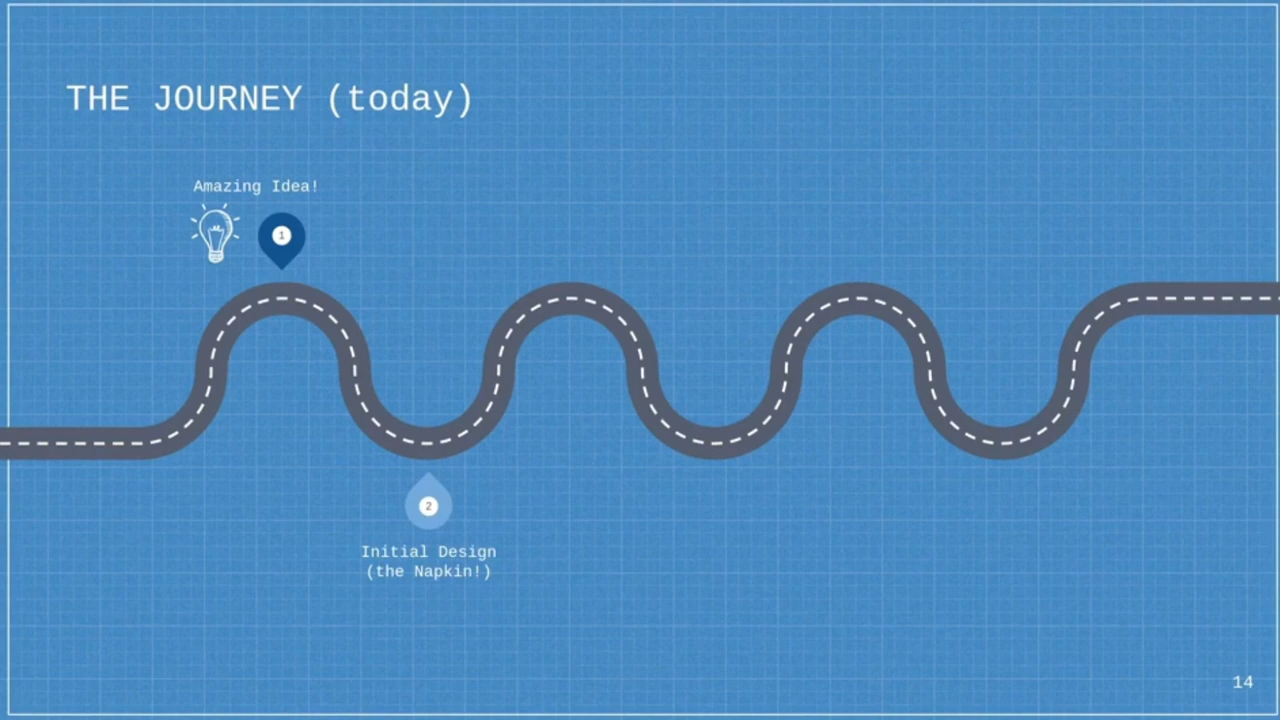 THE JOURNEY (today)
Amazing Idea!
1
2
Initial Design
(the Napkin!)
14